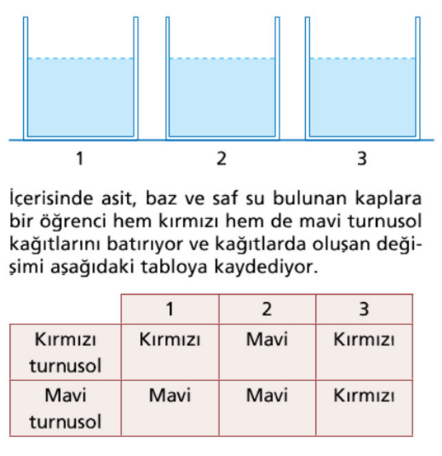 1 2 3
İçerisinde asit, baz ve saf su bulunan kaplara
bir öğrenci hem kırmızı hem de mavi turnusol
kağıtlarını batırıyor ve kağıtlarda oluşan deği-
şimi aşağıdaki tabloya kaydediyor.
1 2 3
Kırmızı turnusol Kırmızı Mavi Kırmızı
Mavi turnusol Mavi Mavi Kırmızı